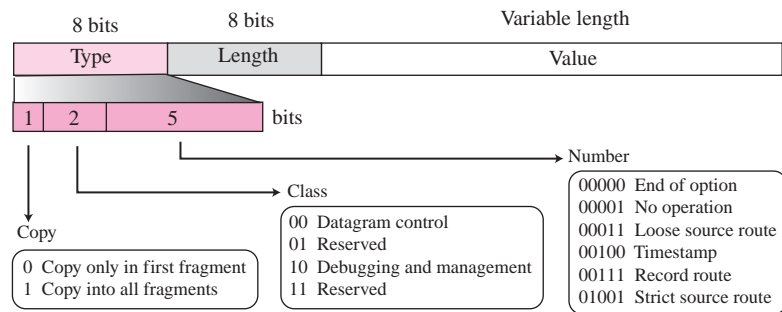 8 bits 8 bits Variable length
Type Length Value
1 2 5 bits
Number
00000 End of option
00001 No operation
00011 Loose source route
00100 Timestamp
00111 Record route
01001 Strict source route
Class
00 Datagram control
01 Reserved
10 Debugging and management
11 Reserved
Copy
0 Copy only in first fragment
1 Copy into all fragments